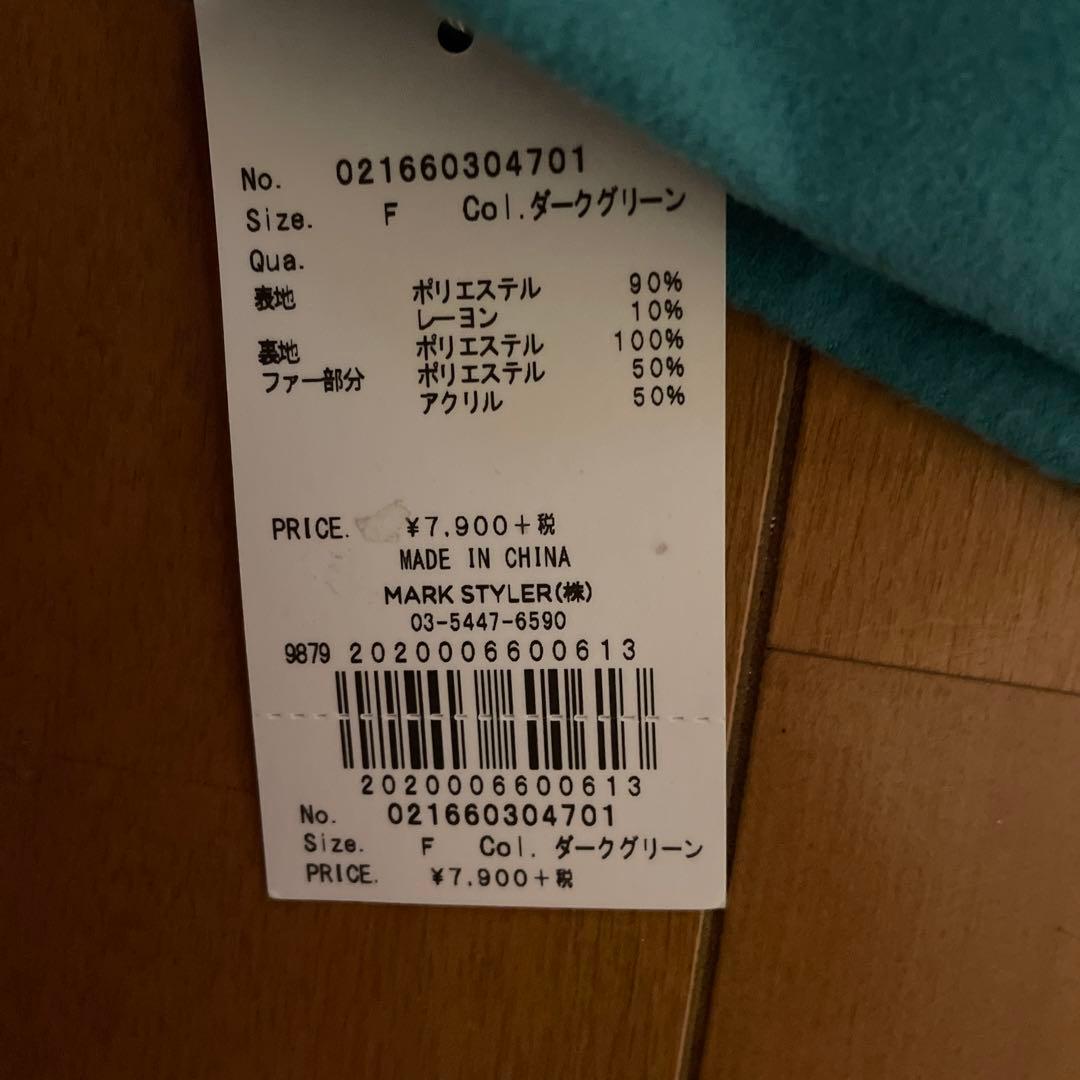 No. 021660304701
Size. F Col.ダークグリーン
Qua.
表地 ポリエステル 90%
レーヨン 10%
裏地 ポリエステル 100%
ファー部分 ポリエステル 50%
アクリル 50%
PRICE. ¥7,900+税
MADE IN CHINA
MARK STYLER(株)
03-5447-6590
9879 2020006600613
2020006600613
No. 021660304701
Size. F Col. ダークグリーン
PRICE. ¥7,900+税